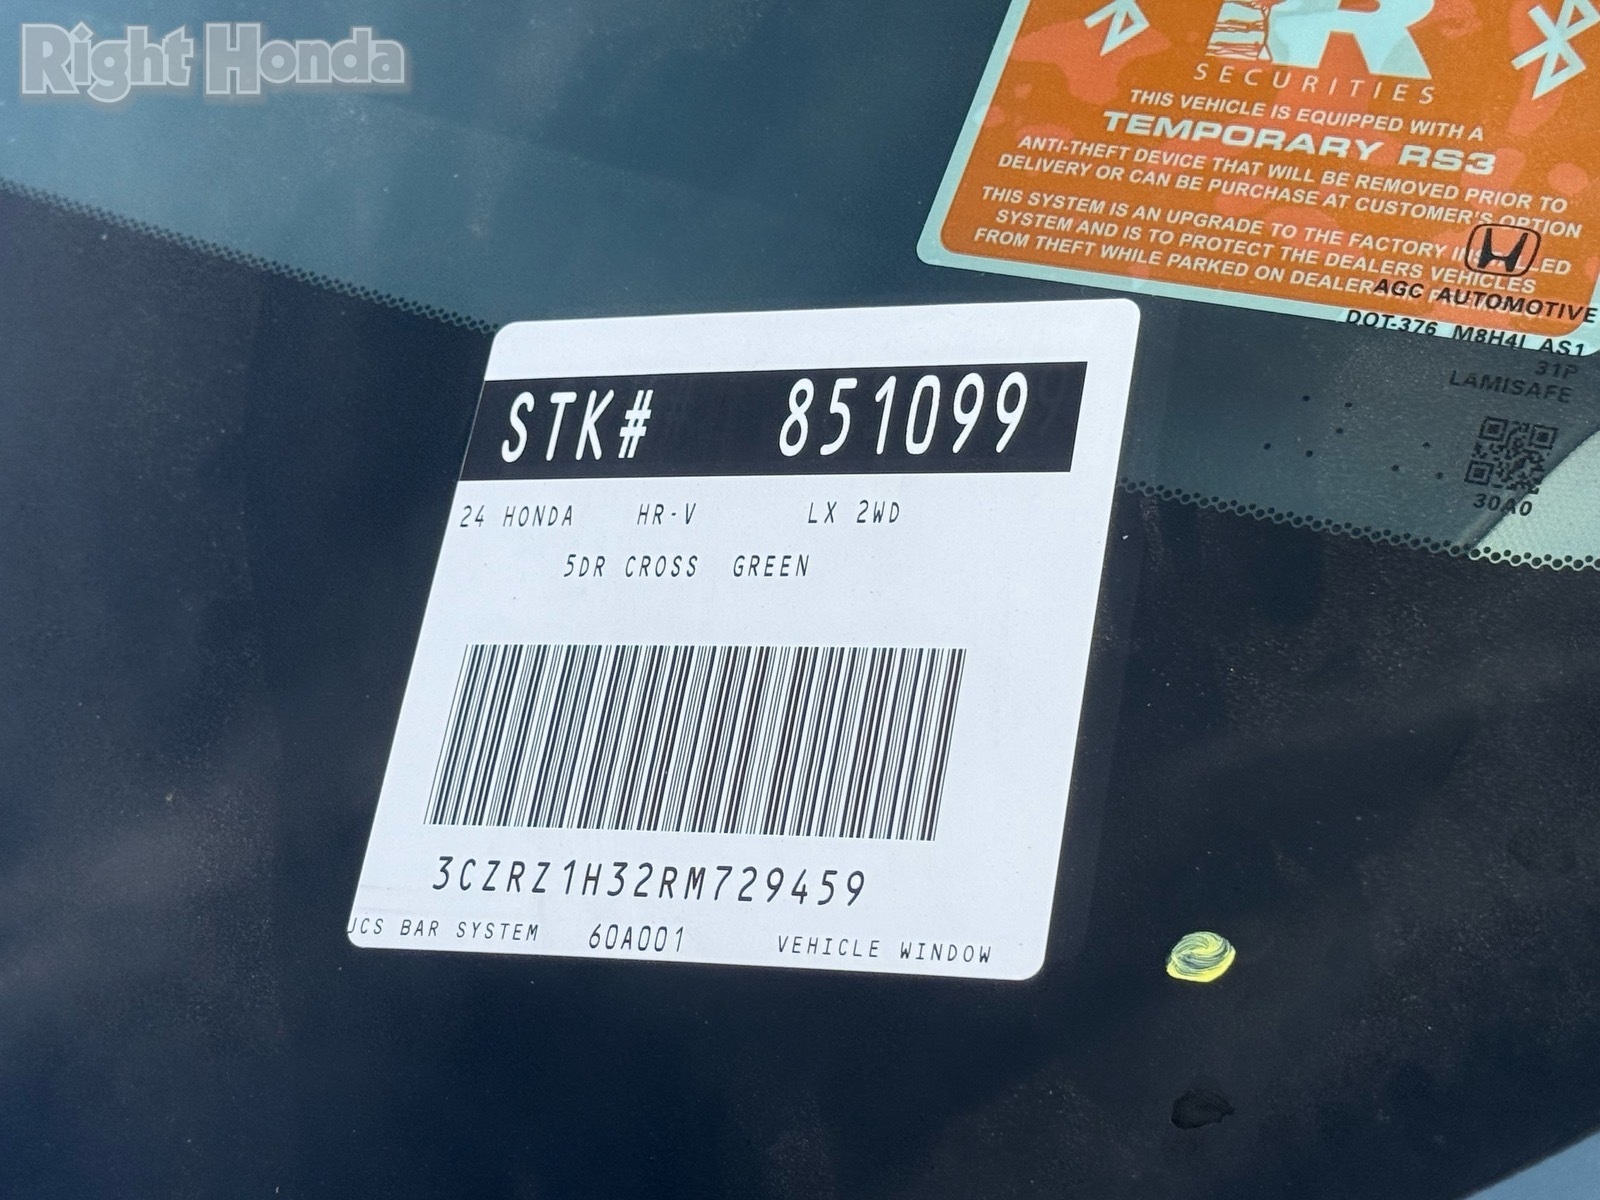 Right Honda
SECURITIES
THIS VEHICLE IS EQUIPPED WITH A
TEMPORARY RS3
ANTI-THEFT DEVICE THAT WILL BE REMOVED PRIOR TO
DELIVERY OR CAN BE PURCHASE AT CUSTOMER'S OPTION
THIS SYSTEM IS AN UPGRADE TO THE FACTORY INSTALLED
SYSTEM AND IS TO PROTECT THE DEALERS VEHICLES
FROM THEFT WHILE PARKED ON DEALERS
AGC AUTOMOTIVE
DOT-376 M8H4L AS1
31P
LAMISAFE
30A0
STK# 851099
24 HONDA HR-V LX 2WD
5DR CROSS GREEN
3CZRZ1H32RM729459
UCS BAR SYSTEM 60A001 VEHICLE WINDOW